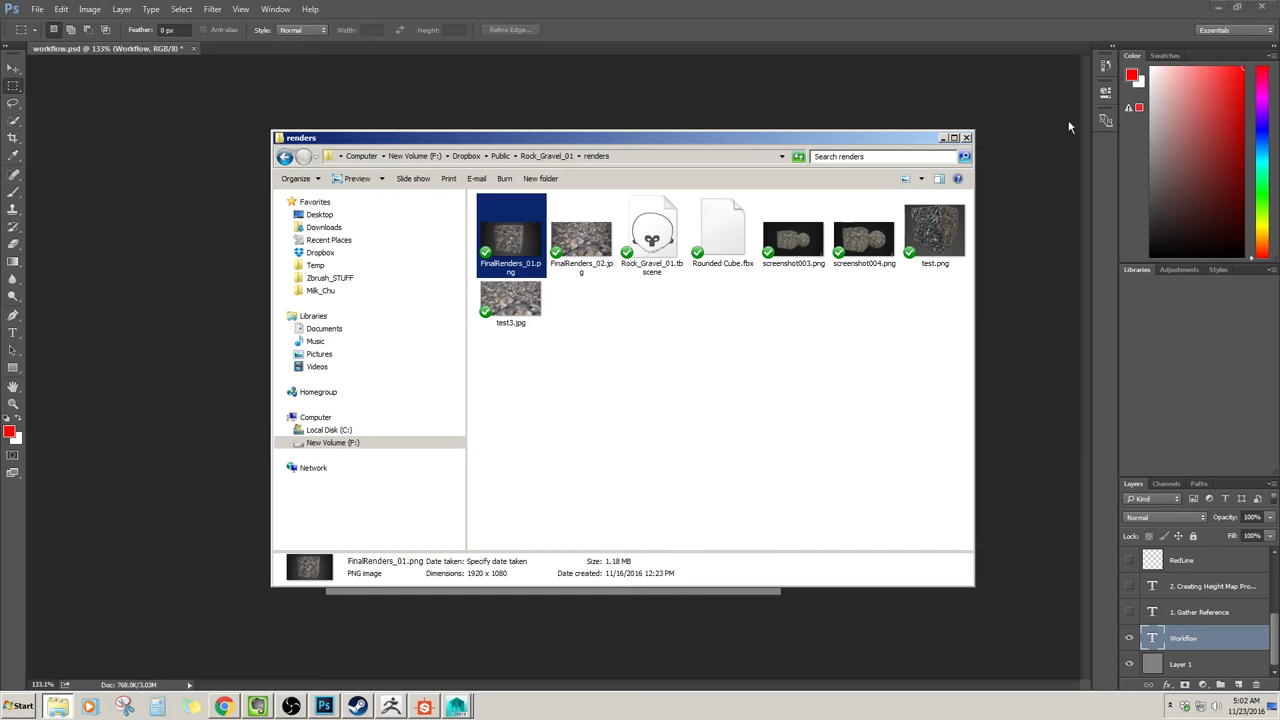 Ps File Edit Image Layer Type Select Filter View Window Help
Feather: 0 px Anti-alias Style: Normal Width: Height: Refine Edge... Essentials
workflow.psd @ 133% (Workflow, RGB/8) * ×
Color Swatches
renders
Computer New Volume (F:) Dropbox Public Rock_Gravel_01 renders Search renders
Organize Preview Slide show Print E-mail Burn New folder
Favorites
Desktop
Downloads
Recent Places
Dropbox
Temp
Zbrush_STUFF
Milk_Chu
Libraries
Documents
Music
Pictures
Videos
Homegroup
Computer
Local Disk (C:)
New Volume (F:)
Network
FinalRenders_01.p
ng
FinalRenders_02.jp
g
Rock_Gravel_01.tb
scene
Rounded Cube.fbx
screenshot003.png
screenshot004.png
test.png
test3.jpg
FinalRenders_01.png Date taken: Specify date taken Size: 1.18 MB
PNG image Dimensions: 1920 x 1080 Date created: 11/16/2016 12:23 PM
Libraries Adjustments Styles
Layers Channels Paths
Kind
Normal Opacity: 100%
Lock: Fill: 100%
RedLine
2. Creating Height Map Pro...
1. Gather Reference
Workflow
Layer 1
133.1% Doc: 768.0K/3.03M
Start
5:02 AM
11/23/2016